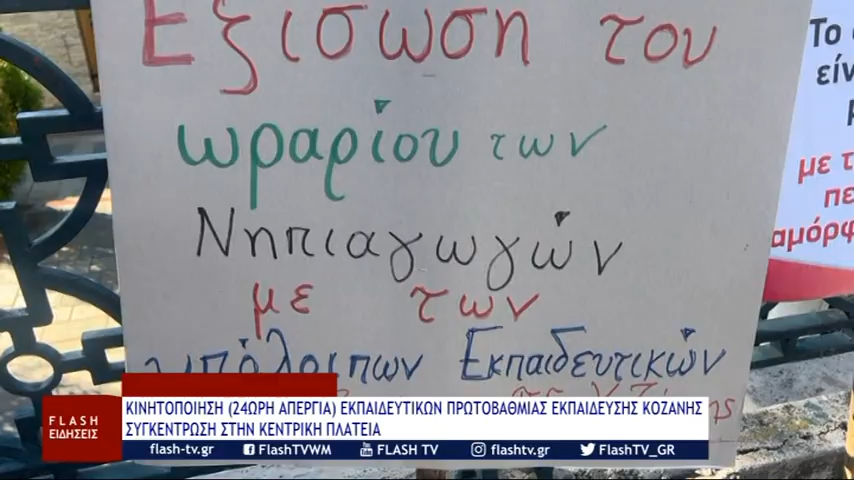 Εξισωση του
ωραρίου των
Νηπιαγωγών
με των
υπόλοιπων Εκπαιδευτικών
Το
είν
με τ
πε
αμόρφ
FLASH
ΕΙΔΗΣΕΙΣ
ΚΙΝΗΤΟΠΟΙΗΣΗ (24ΩΡΗ ΑΠΕΡΓΙΑ) ΕΚΠΑΙΔΕΥΤΙΚΩΝ ΠΡΩΤΟΒΑΘΜΙΑΣ ΕΚΠΑΙΔΕΥΣΗΣ ΚΟΖΑΝΗΣ
ΣΥΓΚΕΝΤΡΩΣΗ ΣΤΗΝ ΚΕΝΤΡΙΚΗ ΠΛΑΤΕΙΑ
flash-tv.gr FlashTVWM FLASH TV flashtv.gr FlashTV_GR